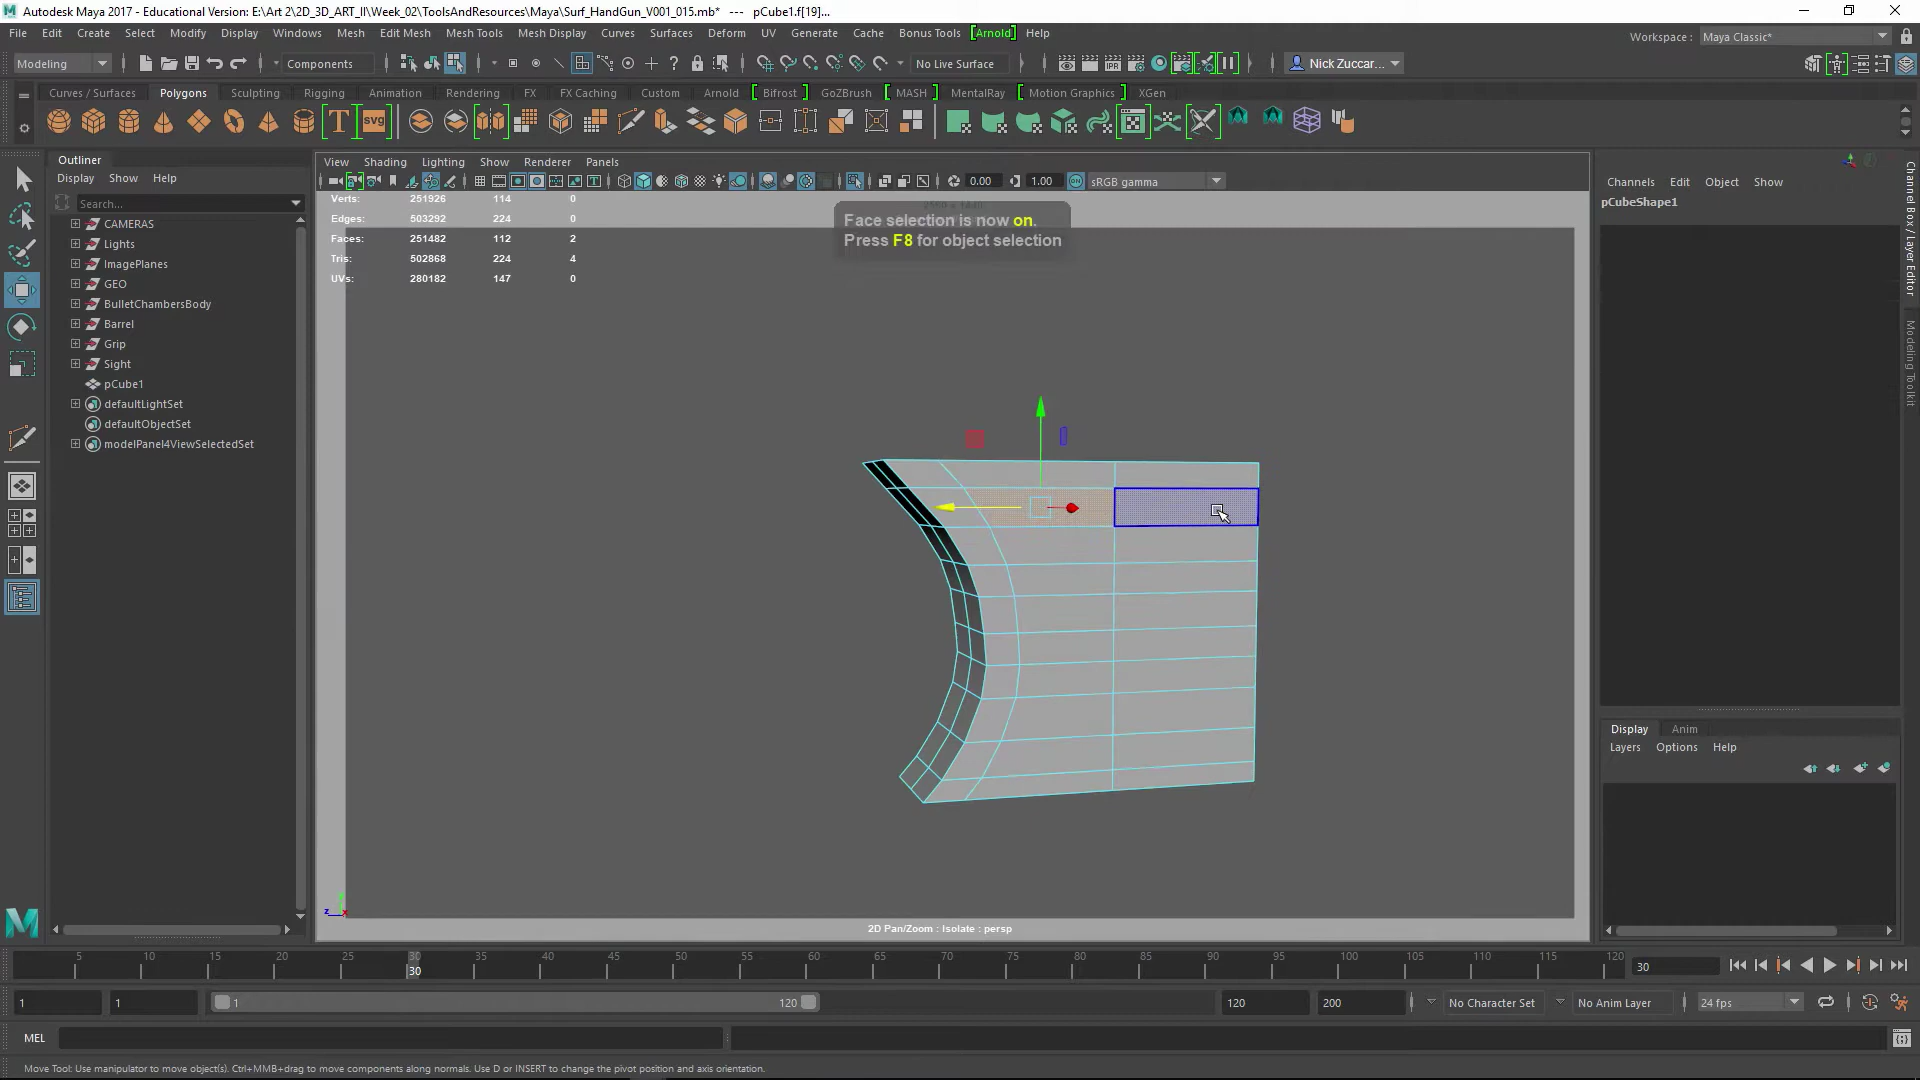 Autodesk Maya 2017 - Educational Version: E:\Art 2\2D_3D_ART_II\Week_02\ToolsAndResources\Maya\Surf_HandGun_V001_015.mb* --- pCube1.f[19]...
File Edit Create Select Modify Display Windows Mesh Edit Mesh Mesh Tools Mesh Display Curves Surfaces Deform UV Generate Cache Bonus Tools [Arnold] Help
Workspace : Maya Classic*
Modeling Components No Live Surface Nick Zuccar...
Curves / Surfaces Polygons Sculpting Rigging Animation Rendering FX FX Caching Custom Arnold [ Bifrost ] GoZBrush [ MASH ] MentalRay [ Motion Graphics ] XGen
T svg
Outliner
Display Show Help
Search...
CAMERAS
Lights
ImagePlanes
GEO
BulletChambersBody
Barrel
Grip
Sight
pCube1
defaultLightSet
defaultObjectSet
modelPanel4ViewSelectedSet
View Shading Lighting Show Renderer Panels
0.00 1.00 sRGB gamma
Verts: 251926 114 0
Edges: 503292 224 0
Faces: 251482 112 2
Tris: 502868 224 4
UVs: 280182 147 0
Face selection is now on.
Press F8 for object selection
z x
2D Pan/Zoom : Isolate : persp
Channels Edit Object Show
pCubeShape1
Channel Box / Layer Editor
Modeling Toolkit
Display Anim
Layers Options Help
5 10 15 20 25 30 35 40 45 50 55 60 65 70 75 80 85 90 95 100 105 110 115 120
30
30
1 1 1 120 120 200 No Character Set No Anim Layer 24 fps
MEL
Move Tool: Use manipulator to move object(s). Ctrl+MMB+drag to move components along normals. Use D or INSERT to change the pivot position and axis orientation.